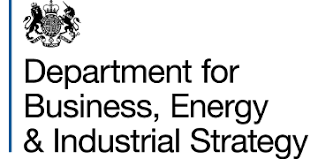 Department for
Business, Energy
& Industrial Strategy